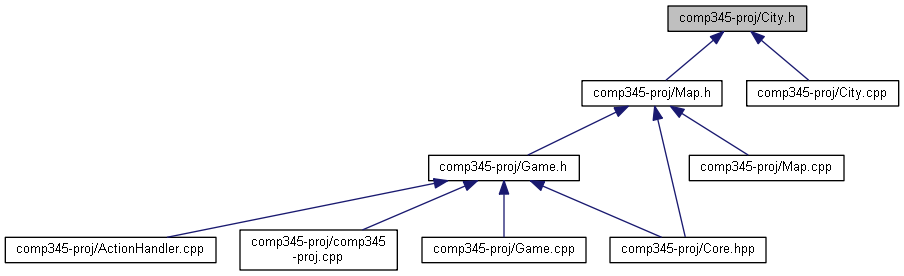 comp345-proj/City.h
comp345-proj/Map.h
comp345-proj/City.cpp
comp345-proj/Game.h
comp345-proj/Map.cpp
comp345-proj/ActionHandler.cpp
comp345-proj/comp345
-proj.cpp
comp345-proj/Game.cpp
comp345-proj/Core.hpp